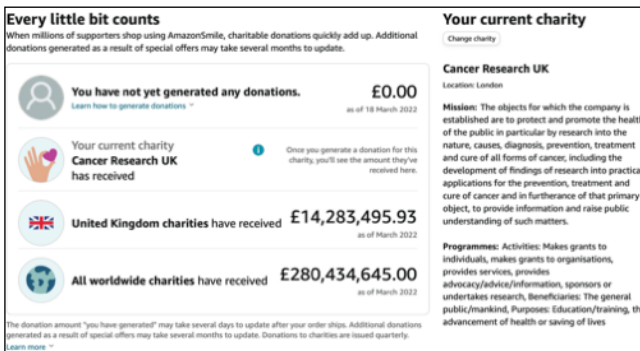 Every little bit counts
When millions of supporters shop using AmazonSmile, charitable donations quickly add up. Additional
donations generated as a result of special offers may take several months to update.
You have not yet generated any donations.
Learn how to generate donations
£0.00
as of 18 March 2022
Your current charity
Cancer Research UK
has received
Once you generate a donation for this
charity, you'll see the amount they've
received here.
United Kingdom charities have received
£14,283,495.93
as of March 2022
All worldwide charities have received
£280,434,645.00
as of March 2022
The donation amount "you have generated" may take several days to update after your order ships. Additional donations
generated as a result of special offers may take several months to update. Donations to charities are issued quarterly.
Learn more
Your current charity
Change charity
Cancer Research UK
Location: London
Mission: The objects for which the company is
established are to protect and promote the healt
of the public in particular by research into the
nature, causes, diagnosis, prevention, treatment
and cure of all forms of cancer, including the
development of findings of research into practica
applications for the prevention, treatment and
cure of cancer and in furtherance of that primary
object, to provide information and raise public
understanding of such matters.
Programmes: Activities: Makes grants to
individuals, makes grants to organisations,
provides services, provides
advocacy/advice/information, sponsors or
undertakes research, Beneficiaries: The general
public/mankind, Purposes: Education/training, th
advancement of health or saving of lives